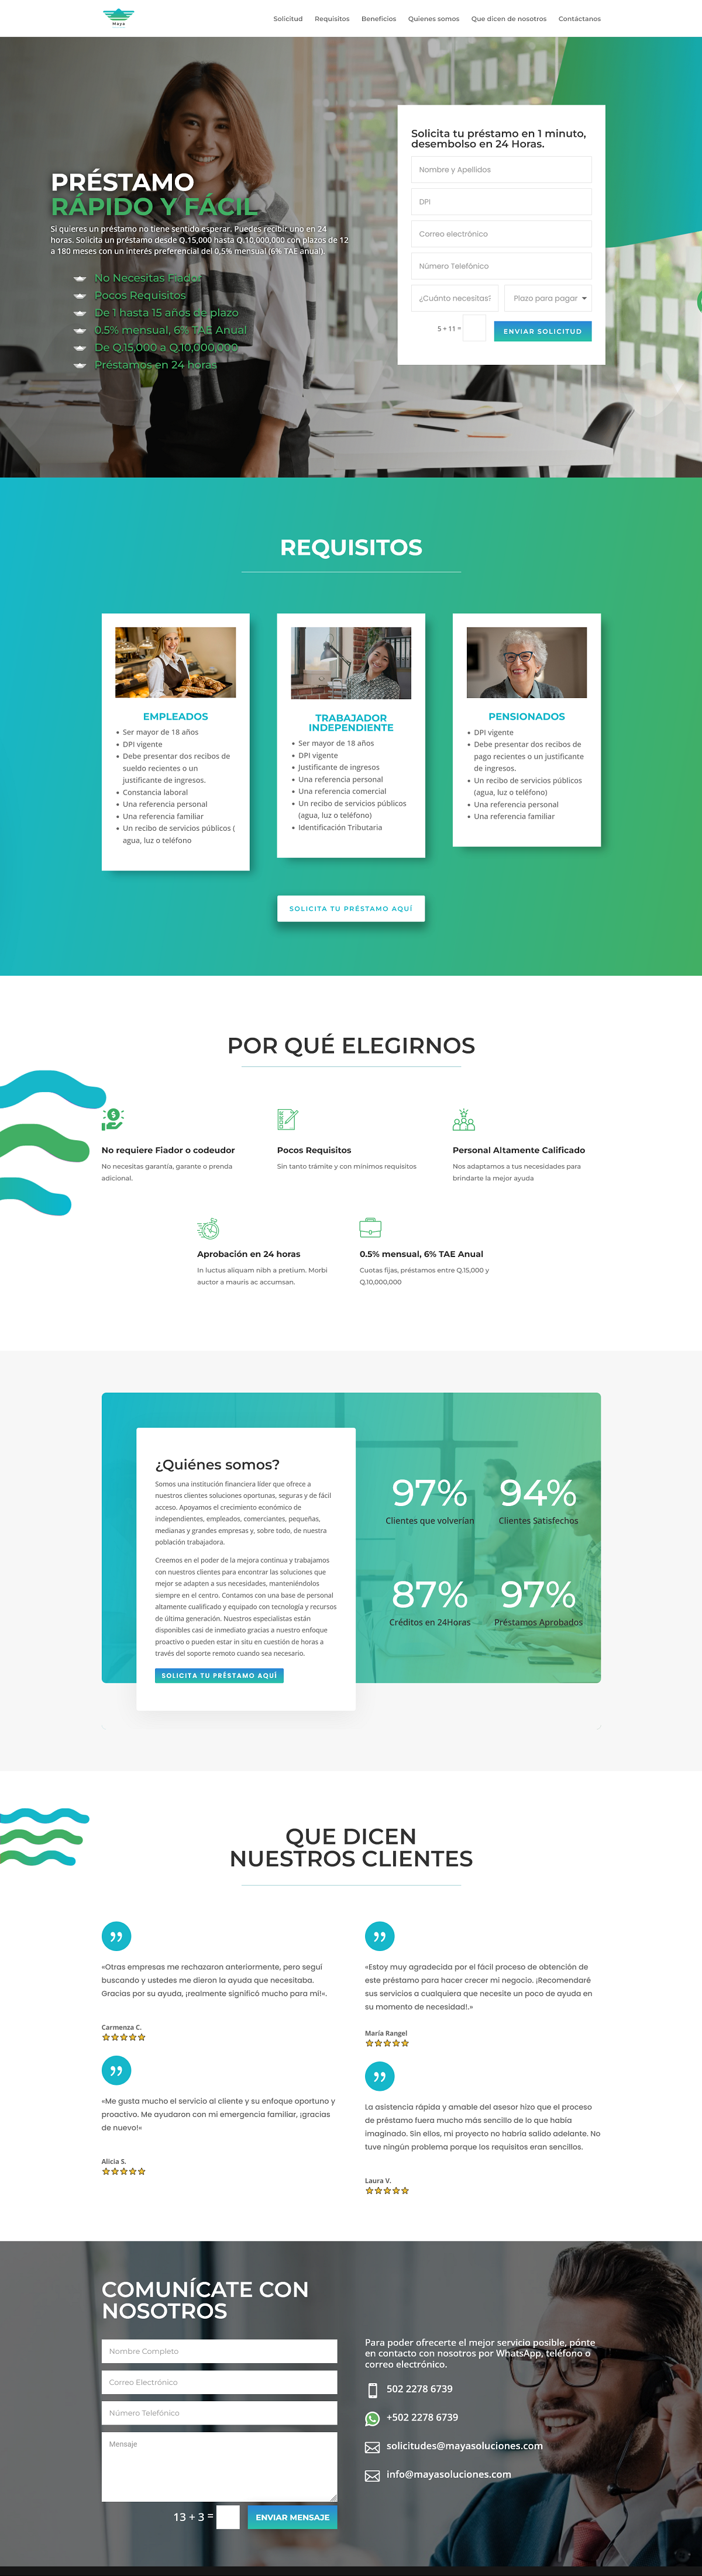 Maya
Solicitud Requisitos Beneficios Quienes somos Que dicen de nosotros Contáctanos
PRÉSTAMO
RÁPIDO Y FÁCIL
Si quieres un préstamo no tiene sentido esperar. Puedes recibir uno en 24
horas. Solicita un préstamo desde Q.15,000 hasta Q.10,000,000 con plazos de 12
a 180 meses con un interés preferencial del 0,5% mensual (6% TAE anual).
No Necesitas Fiador
Pocos Requisitos
De 1 hasta 15 años de plazo
0.5% mensual, 6% TAE Anual
De Q.15,000 a Q.10,000,000
Préstamos en 24 horas
Solicita tu préstamo en 1 minuto,
desembolso en 24 Horas.
Nombre y Apellidos
DPI
Correo electrónico
Número Telefónico
¿Cuánto necesitas? Plazo para pagar
5 + 11 =
ENVIAR SOLICITUD
REQUISITOS
EMPLEADOS
Ser mayor de 18 años
DPI vigente
Debe presentar dos recibos de
sueldo recientes o un
justificante de ingresos.
Constancia laboral
Una referencia personal
Una referencia familiar
Un recibo de servicios públicos (
agua, luz o teléfono
TRABAJADOR
INDEPENDIENTE
Ser mayor de 18 años
DPI vigente
Justificante de ingresos
Una referencia personal
Una referencia comercial
Un recibo de servicios públicos
(agua, luz o teléfono)
Identificación Tributaria
PENSIONADOS
DPI vigente
Debe presentar dos recibos de
pago recientes o un justificante
de ingresos.
Un recibo de servicios públicos
(agua, luz o teléfono)
Una referencia personal
Una referencia familiar
SOLICITA TU PRÉSTAMO AQUÍ
POR QUÉ ELEGIRNOS
No requiere Fiador o codeudor
No necesitas garantía, garante o prenda
adicional.
Pocos Requisitos
Sin tanto trámite y con mínimos requisitos
Personal Altamente Calificado
Nos adaptamos a tus necesidades para
brindarte la mejor ayuda
Aprobación en 24 horas
In luctus aliquam nibh a pretium. Morbi
auctor a mauris ac accumsan.
0.5% mensual, 6% TAE Anual
Cuotas fijas, préstamos entre Q.15,000 y
Q.10,000,000
¿Quiénes somos?
Somos una institución financiera líder que ofrece a
nuestros clientes soluciones oportunas, seguras y de fácil
acceso. Apoyamos el crecimiento económico de
independientes, empleados, comerciantes, pequeñas,
medianas y grandes empresas y, sobre todo, de nuestra
población trabajadora.
Creemos en el poder de la mejora continua y trabajamos
con nuestros clientes para encontrar las soluciones que
mejor se adapten a sus necesidades, manteniéndolos
siempre en el centro. Contamos con una base de personal
altamente cualificado y equipado con tecnología y recursos
de última generación. Nuestros especialistas están
disponibles casi de inmediato gracias a nuestro enfoque
proactivo o pueden estar in situ en cuestión de horas a
través del soporte remoto cuando sea necesario.
SOLICITA TU PRÉSTAMO AQUÍ
97% 94%
Clientes que volverían Clientes Satisfechos
87% 97%
Créditos en 24Horas Préstamos Aprobados
QUE DICEN
NUESTROS CLIENTES
«Otras empresas me rechazaron anteriormente, pero seguí
buscando y ustedes me dieron la ayuda que necesitaba.
Gracias por su ayuda, ¡realmente significó mucho para mí!«.
Carmenza C.
«Estoy muy agradecida por el fácil proceso de obtención de
este préstamo para hacer crecer mi negocio. ¡Recomendaré
sus servicios a cualquiera que necesite un poco de ayuda en
su momento de necesidad!.»
María Rangel
«Me gusta mucho el servicio al cliente y su enfoque oportuno y
proactivo. Me ayudaron con mi emergencia familiar, ¡gracias
de nuevo!«
Alicia S.
La asistencia rápida y amable del asesor hizo que el proceso
de préstamo fuera mucho más sencillo de lo que había
imaginado. Sin ellos, mi proyecto no habría salido adelante. No
tuve ningún problema porque los requisitos eran sencillos.
Laura V.
COMUNÍCATE CON
NOSOTROS
Nombre Completo
Correo Electrónico
Número Telefónico
Mensaje
13 + 3 =
ENVIAR MENSAJE
Para poder ofrecerte el mejor servicio posible, pónte
en contacto con nosotros por WhatsApp, teléfono o
correo electrónico.
502 2278 6739
+502 2278 6739
solicitudes@mayasoluciones.com
info@mayasoluciones.com